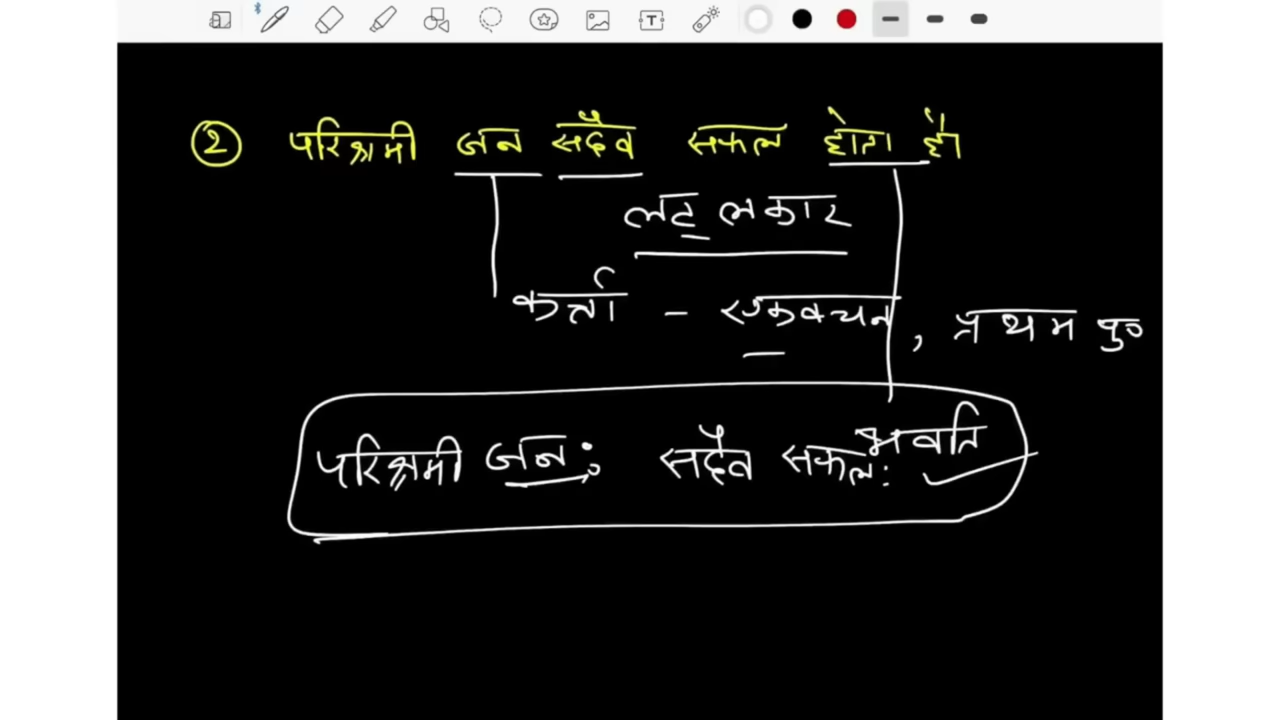 ② परिश्रमी जन सदैव सफल होता है।
लट् लकार
कर्त्ता - एकवचन, प्रथम पु०
परिश्रमी जनः सदैव सफलः भवति